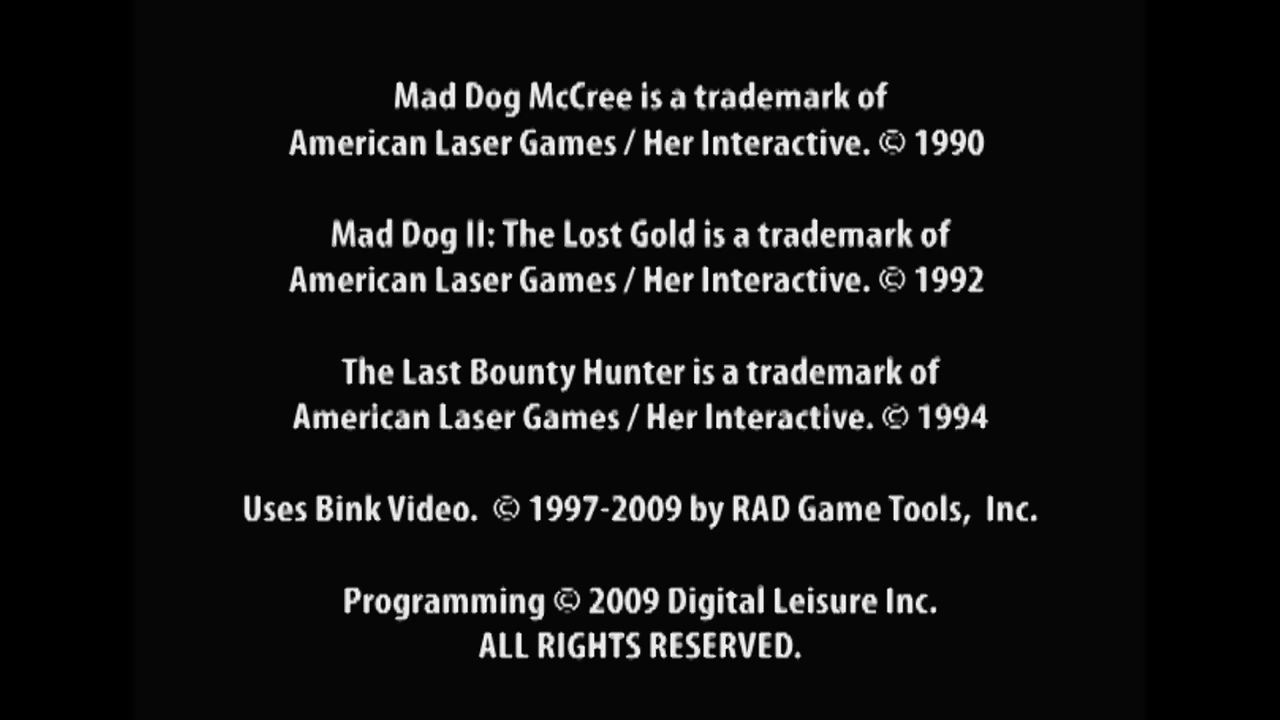 Mad Dog McCree is a trademark of
American Laser Games / Her Interactive. © 1990
Mad Dog II: The Lost Gold is a trademark of
American Laser Games / Her Interactive. © 1992
The Last Bounty Hunter is a trademark of
American Laser Games / Her Interactive. © 1994
Uses Bink Video. © 1997-2009 by RAD Game Tools, Inc.
Programming © 2009 Digital Leisure Inc.
ALL RIGHTS RESERVED.